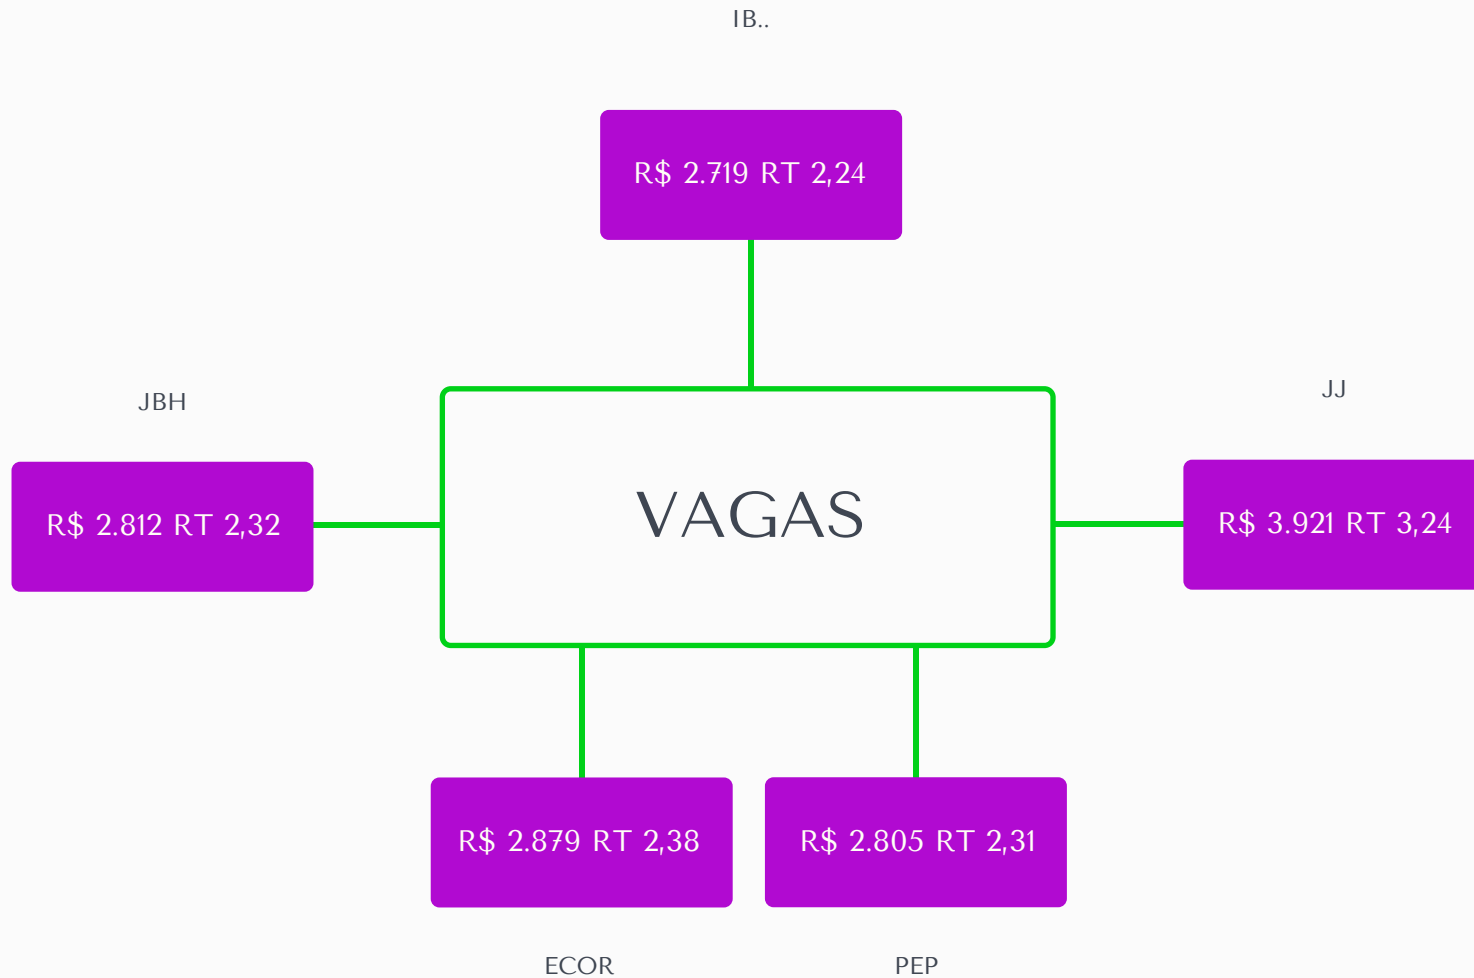 IB..
R$ 2.719 RT 2,24
JBH
JJ
R$ 2.812 RT 2,32
VAGAS
R$ 3.921 RT 3,24
R$ 2.879 RT 2,38
R$ 2.805 RT 2,31
ECOR
PEP